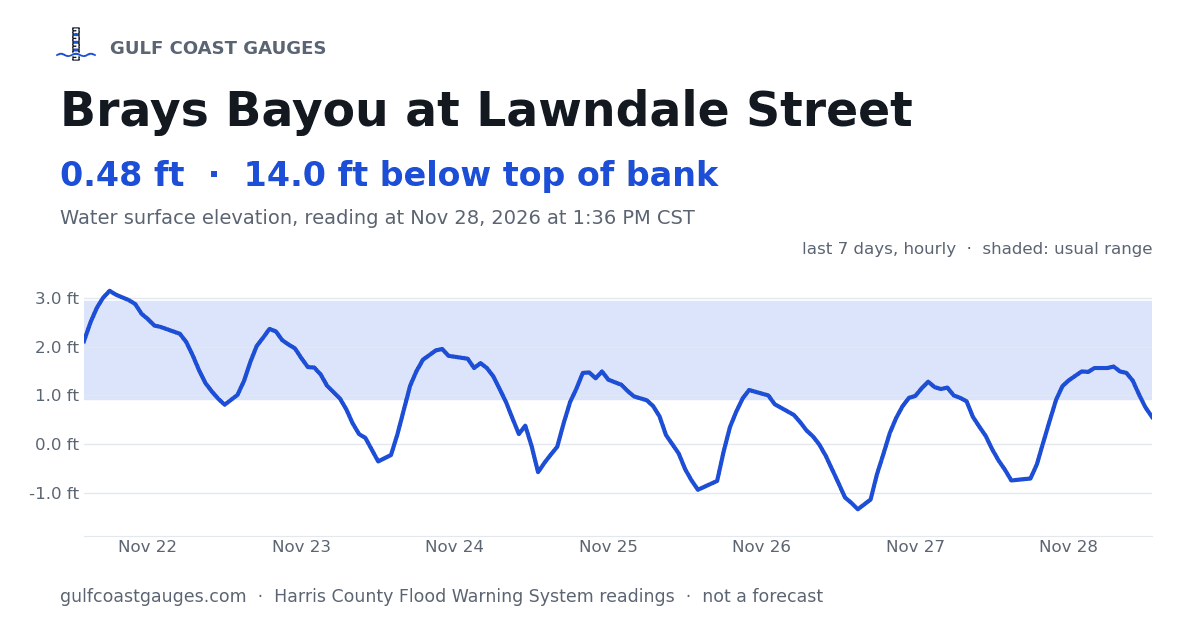 GULF COAST GAUGES
Brays Bayou at Lawndale Street
0.48 ft · 14.0 ft below top of bank
Water surface elevation, reading at Nov 28, 2026 at 1:36 PM CST
last 7 days, hourly · shaded: usual range
3.0 ft
2.0 ft
1.0 ft
0.0 ft
-1.0 ft
Nov 22 Nov 23 Nov 24 Nov 25 Nov 26 Nov 27 Nov 28
gulfcoastgauges.com · Harris County Flood Warning System readings · not a forecast